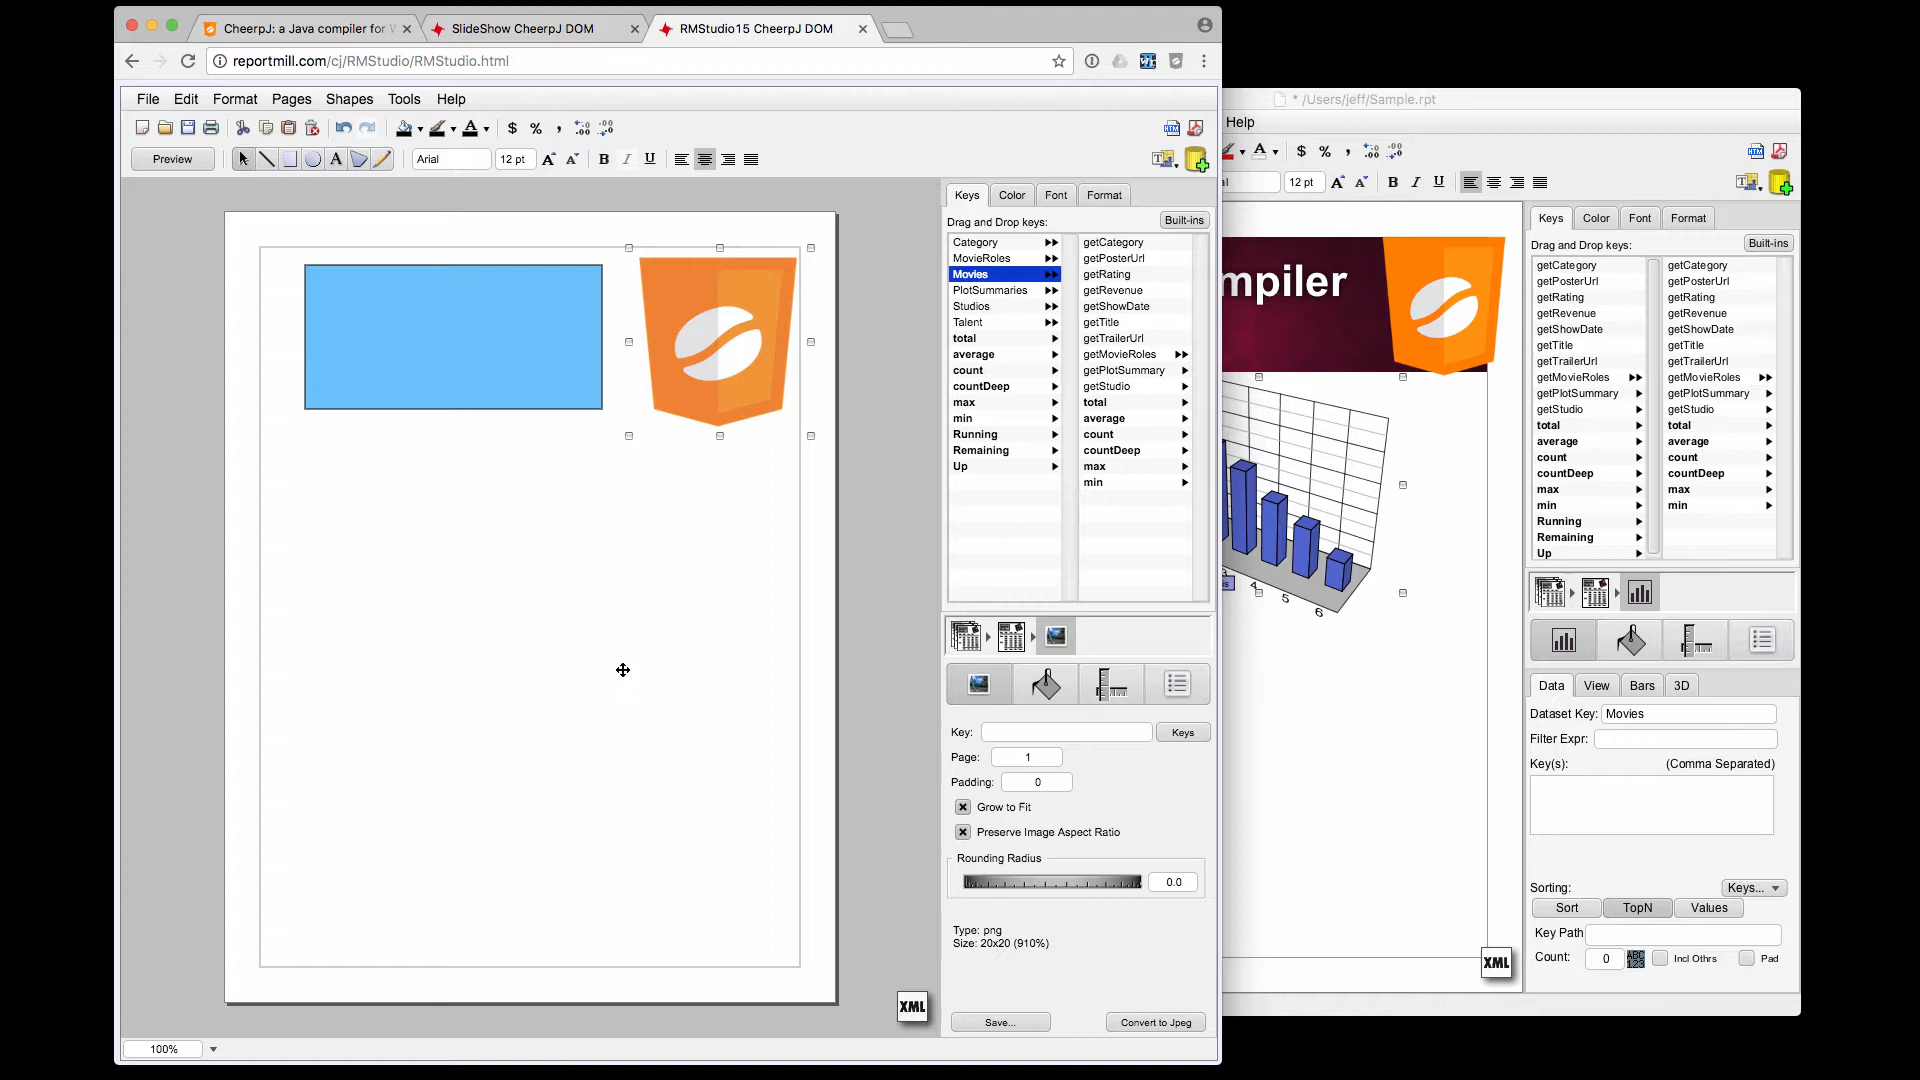 CheerpJ: a Java compiler for
SlideShow CheerpJ DOM
RMStudio15 CheerpJ DOM
reportmill.com/cj/RMStudio/RMStudio.html
File Edit Format Pages Shapes Tools Help
$ % ,
Preview
A
Arial
12 pt
B I U
Keys Color Font Format
Drag and Drop keys:
Built-ins
Category
MovieRoles
Movies
PlotSummaries
Studios
Talent
total
average
count
countDeep
max
min
Running
Remaining
Up
getCategory
getPosterUrl
getRating
getRevenue
getShowDate
getTitle
getTrailerUrl
getMovieRoles
getPlotSummary
getStudio
total
average
count
countDeep
max
min
Key:
Keys
Page: 1
Padding: 0
Grow to Fit
Preserve Image Aspect Ratio
Rounding Radius
0.0
Type: png
Size: 20x20 (910%)
Save...
Convert to Jpeg
XML
100%
* /Users/jeff/Sample.rpt
Help
$ % ,
12 pt
B I U
mpiler
4
5
6
Keys Color Font Format
Drag and Drop keys:
Built-ins
getCategory
getPosterUrl
getRating
getRevenue
getShowDate
getTitle
getTrailerUrl
getMovieRoles
getPlotSummary
getStudio
total
average
count
countDeep
max
min
Running
Remaining
Up
getCategory
getPosterUrl
getRating
getRevenue
getShowDate
getTitle
getTrailerUrl
getMovieRoles
getPlotSummary
getStudio
total
average
count
countDeep
max
min
Data View Bars 3D
Dataset Key: Movies
Filter Expr:
Key(s): (Comma Separated)
Sorting:
Keys...
Sort TopN Values
Key Path
Count: 0 ABC 123 Incl Othrs Pad
XML